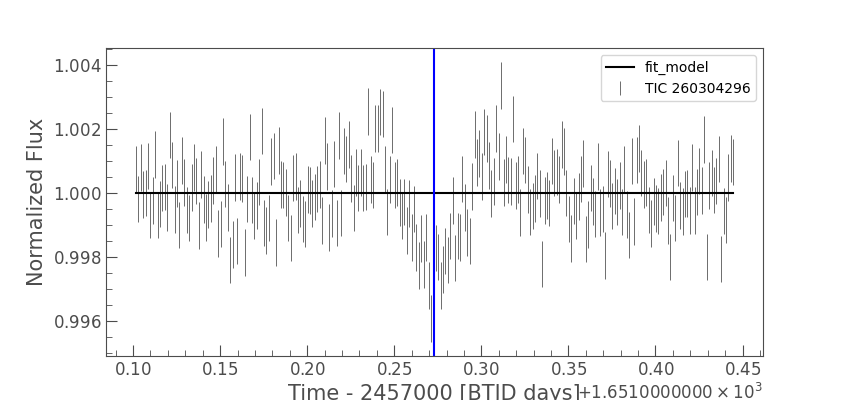 1.004
1.002
1.000
0.998
0.996
Normalized Flux
fit_model
TIC 260304296
0.10 0.15 0.20 0.25 0.30 0.35 0.40 0.45
Time - 2457000 [BTJD days]
+1.6510000000 × 10³